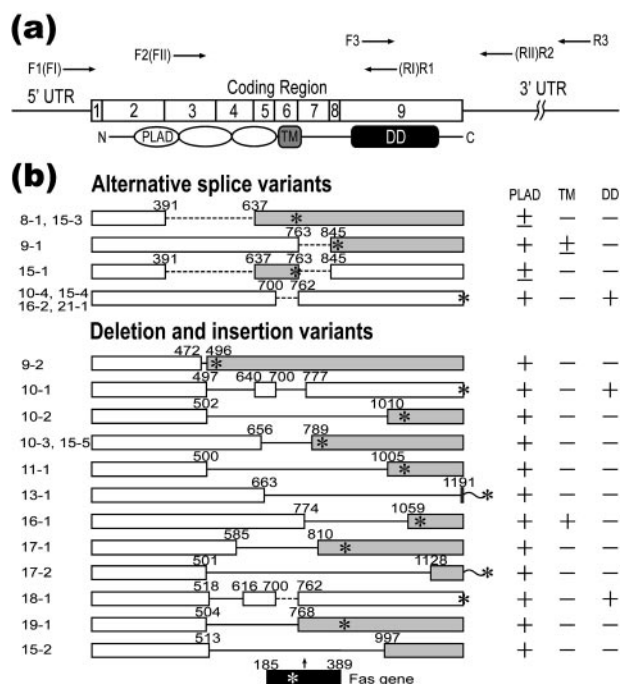 (a)
F1(FI)
F2(FII)
F3
(RI)R1
(RII)R2
R3
5' UTR
Coding Region
3' UTR
1 2 3 4 5 6 7 8 9
N PLAD TM DD C
(b)
Alternative splice variants
PLAD TM DD
391 637
8-1, 15-3 * ± − −
763 845
9-1 * + ± −
391 637 763 845
15-1 * ± − −
700 762
10-4, 15-4
16-2, 21-1 * + − +
Deletion and insertion variants
472 496
9-2 * + − −
497 640 700 777
10-1 * + − +
502 1010
10-2 * + − −
656 789
10-3, 15-5 * + − −
500 1005
11-1 * + − −
663 1191
13-1 * + − −
774 1059
16-1 * + + −
585 810
17-1 * + − −
501 1128
17-2 * + − −
518 616 700 762
18-1 * + − +
504 768
19-1 * + − −
513 997
15-2 + − −
185 389
* Fas gene